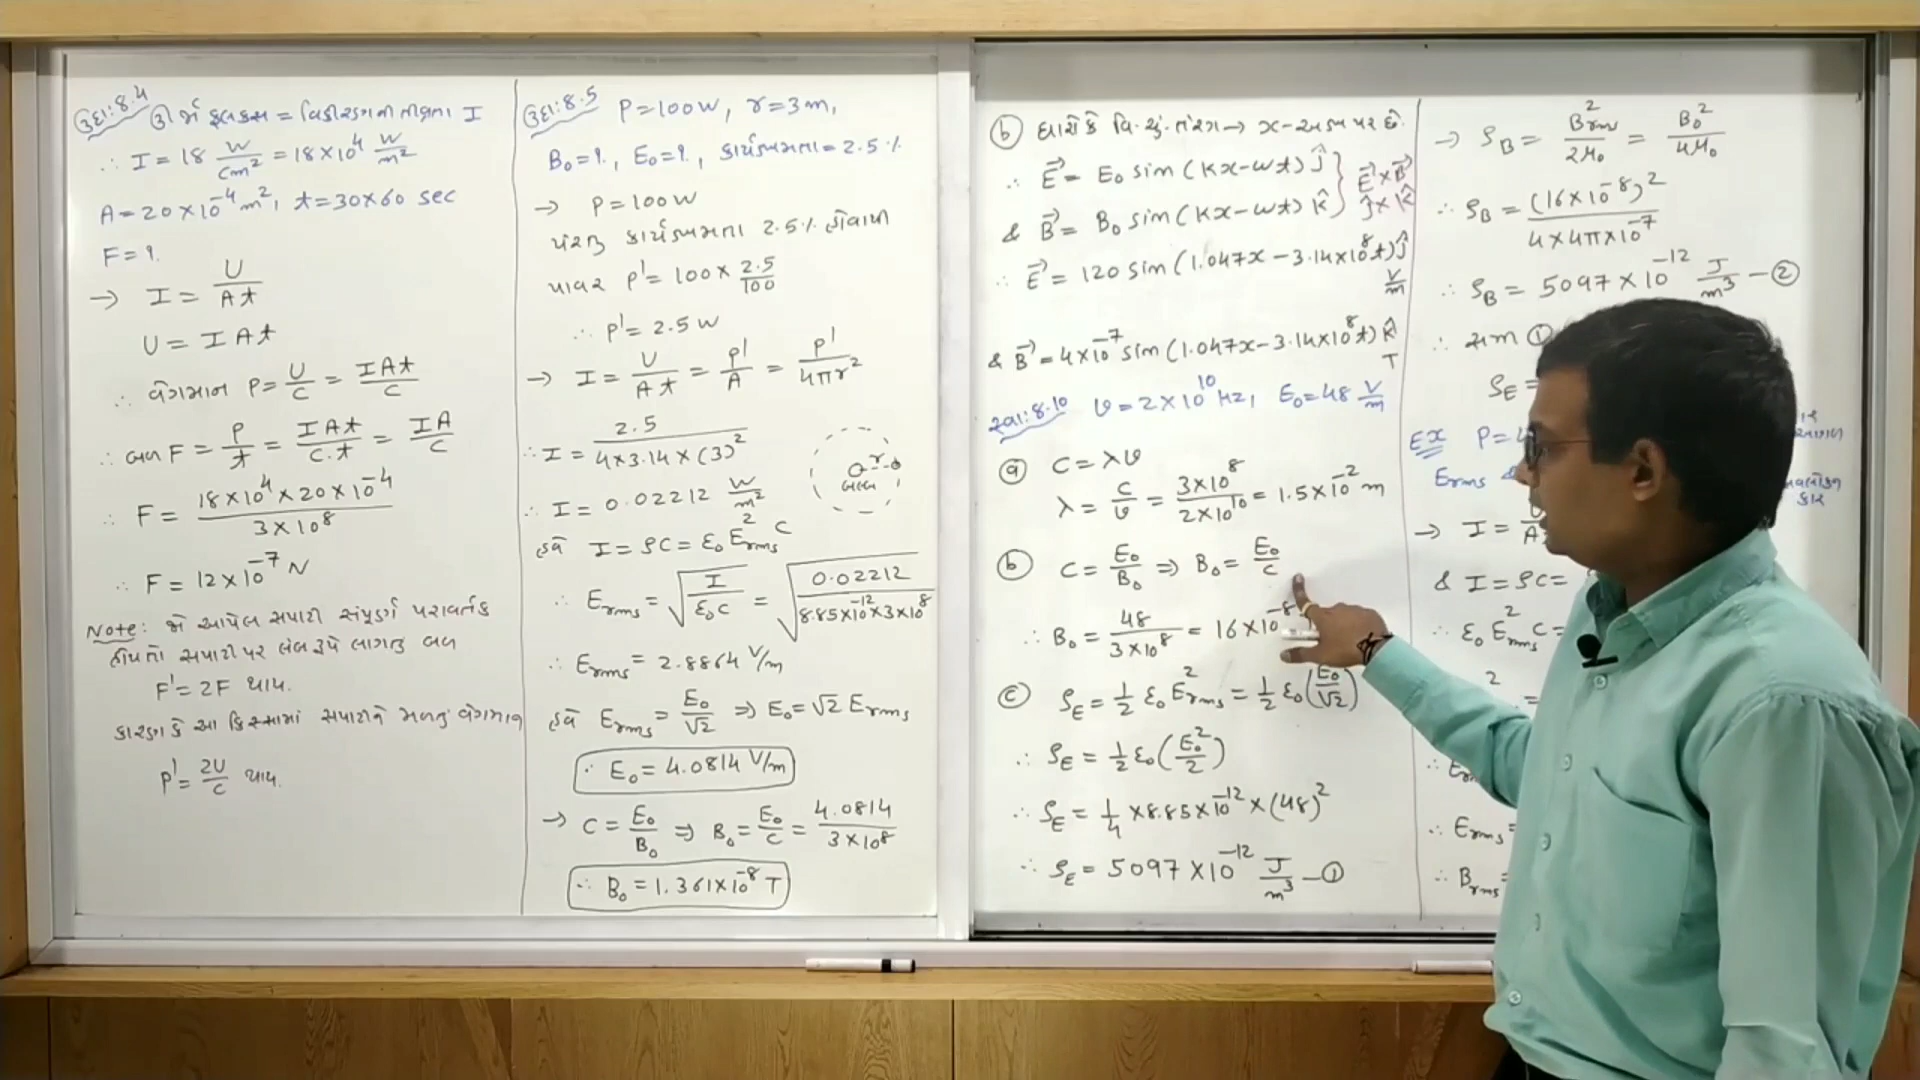 ઉદા:8.4 ઊર્જા ફ્લક્સ = વિકીરણની તીવ્રતા I
∴ I = 18 W/cm² = 18×10⁴ W/m²
A = 20×10⁻⁴ m², t = 30×60 sec
F = ?
→ I = U/At
U = IAt
∴ વેગમાન P = U/C = IAt/C
∴ બળ F = P/t = IAt/C.t = IA/C
∴ F = 18×10⁴×20×10⁻⁴/3×10⁸
∴ F = 12×10⁻⁷ N
Note: જો આપેલ સપાટી સંપૂર્ણ પરાવર્તક
હોય તો સપાટી પર લંબરૂપે લાગતુ બળ
F' = 2F થાય.
કારણકે આ કિસ્સામાં સપાટીને મળતું વેગમાન
P' = 2U/C થાય.
ઉદા:8.5 P = 100W, r = 3m,
B₀ = ?, E₀ = ?, કાર્યક્ષમતા = 2.5%
→ P = 100W
પરંતુ કાર્યક્ષમતા 2.5% હોવાથી
પાવર P' = 100 × 2.5/100
∴ P' = 2.5 W
→ I = U/At = P'/A = P'/4πr²
∴ I = 2.5/4×3.14×(3)²
∴ I = 0.02212 W/m²
r
બલ્બ
હવે I = ρC = ε₀E²rms C
∴ Erms = √(I/ε₀C) = √(0.02212/8.85×10⁻¹²×3×10⁸)
∴ Erms = 2.8864 V/m
હવે Erms = E₀/√2 ⇒ E₀ = √2 Erms
∴ E₀ = 4.0814 V/m
→ C = E₀/B₀ ⇒ B₀ = E₀/C = 4.0814/3×10⁸
∴ B₀ = 1.361×10⁻⁸ T
(b) ધારો કે વિ.ચું.તરંગ → x-અક્ષ પર છે.
∴ E⃗ = E₀ sin(kx-ωt) ĵ } E⃗×B⃗
& B⃗ = B₀ sin(kx-ωt) k̂ } ĵ×k̂
∴ E⃗ = 120 sin(1.047x - 3.14×10⁸t) ĵ V/m
& B⃗ = 4×10⁻⁷ sin(1.047x-3.14×10⁸t) k̂ T
સ્વા:8.10 υ = 2×10¹⁰ Hz, E₀ = 48 V/m
(a) C = λυ
λ = C/υ = 3×10⁸/2×10¹⁰ = 1.5×10⁻² m
(b) C = E₀/B₀ ⇒ B₀ = E₀/C
∴ B₀ = 48/3×10⁸ = 16×10⁻⁸
(c) ρE = ½ ε₀E²rms = ½ ε₀(E₀/√2)²
∴ ρE = ½ ε₀(E₀²/2)
∴ ρE = ¼ × 8.85×10⁻¹² × (48)²
∴ ρE = 5097×10⁻¹² J/m³ — ①
→ ρB = B²rms/2μ₀ = B₀²/4μ₀
∴ ρB = (16×10⁻⁸)²/4×4π×10⁻⁷
∴ ρB = 5097×10⁻¹² J/m³ — ②
∴ સમી ①
ρE =
Ex P =
Erms &
→ I =
& I = ρC =
∴ ε₀E²rms C =
2 =
∴ Erms =
∴ Brms =